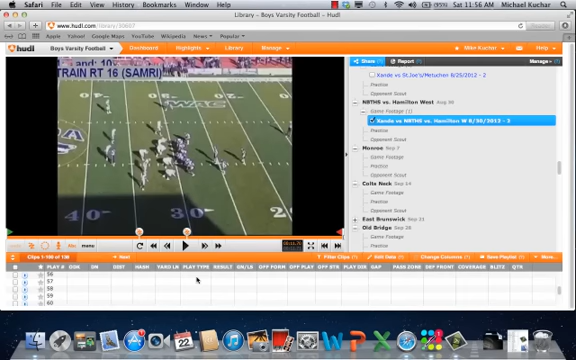 Safari File Edit View History Bookmarks Window Help
Sat 11:56 AM Michael Kuchar
Library – Boys Varsity Football – Hudl
www.hudl.com
Apple Yahoo! Google Maps YouTube Wikipedia News Popular
hudl Boys Varsity Football Dashboard Highlights Library Manage Mike Kuchar Help
Share Report Manage
TRAIN RT 16 (SAMRI)
WAC
40 30
Xande vs St.Joe's/Metuchen 8/25/2012 - 2
Practice
Opponent Scout
NBTHS vs. Hamilton West Aug 30
Game Footage (1)
Xande vs NBTHS vs. Hamilton W 8/30/2012 - 3
Practice
Opponent Scout
Monroe Sep 7
Game Footage
Practice
Opponent Scout
Colts Neck Sep 14
Game Footage
Practice
Opponent Scout
East Brunswick Sep 21
Old Bridge Sep 28
Game Footage
Practice
Opponent Scout
Filter Clips Edit Data Change Columns Save Playlist More...
PLAY # ODK DN DIST HASH YARD LN PLAY TYPE RESULT GN/LS OFF FORM OFF PLAY OFF STR PLAY DIR GAP PASS ZONE DEF FRONT COVERAGE BLITZ QTR
56
57
58
59
60
22